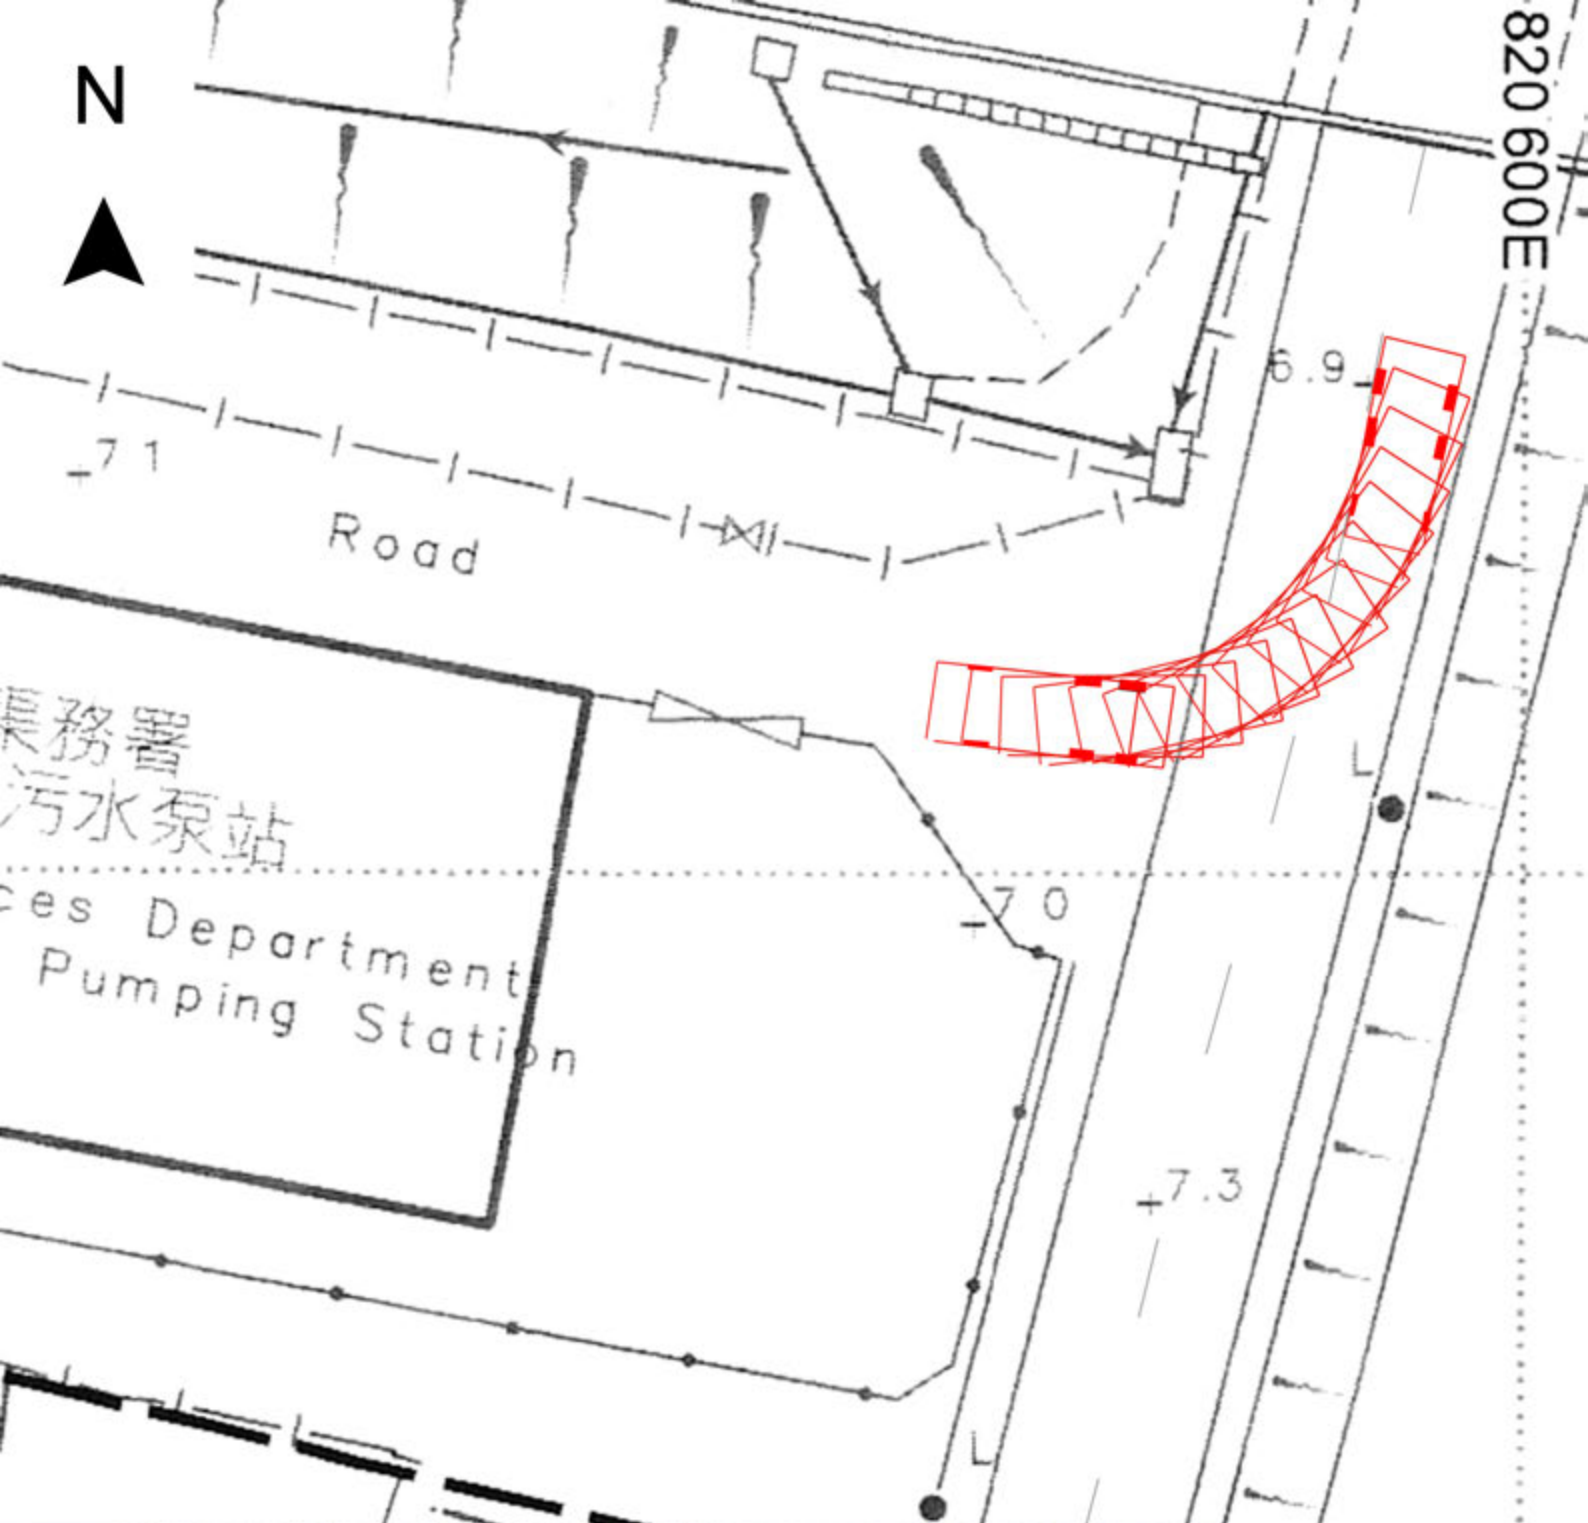 N
820 600E
6.9
7 1
Road
渠務署
污水泵站
ces Department
Pumping Station
7 0
L
7.3
L